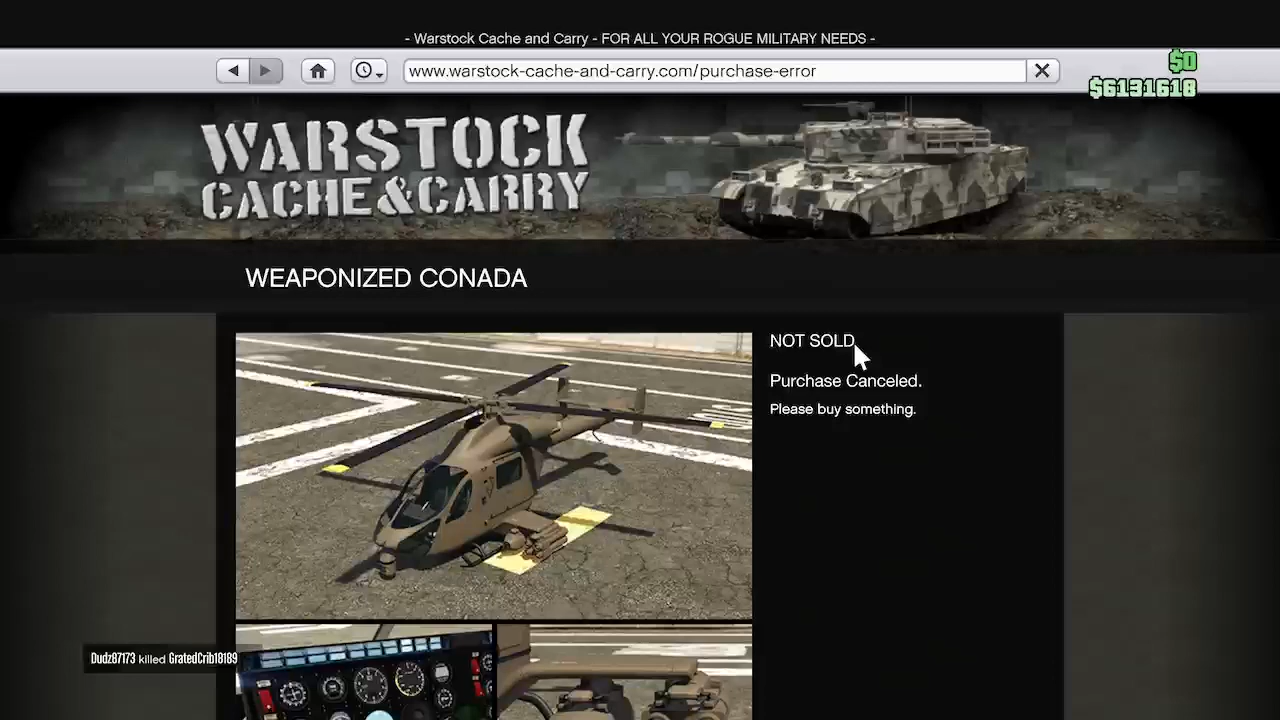 - Warstock Cache and Carry - FOR ALL YOUR ROGUE MILITARY NEEDS -
www.warstock-cache-and-carry.com/purchase-error
$0
$6131618
WARSTOCK
CACHE&CARRY
WEAPONIZED CONADA
NOT SOLD
Purchase Canceled.
Please buy something.
Dudz87173 killed GratedCrib18189